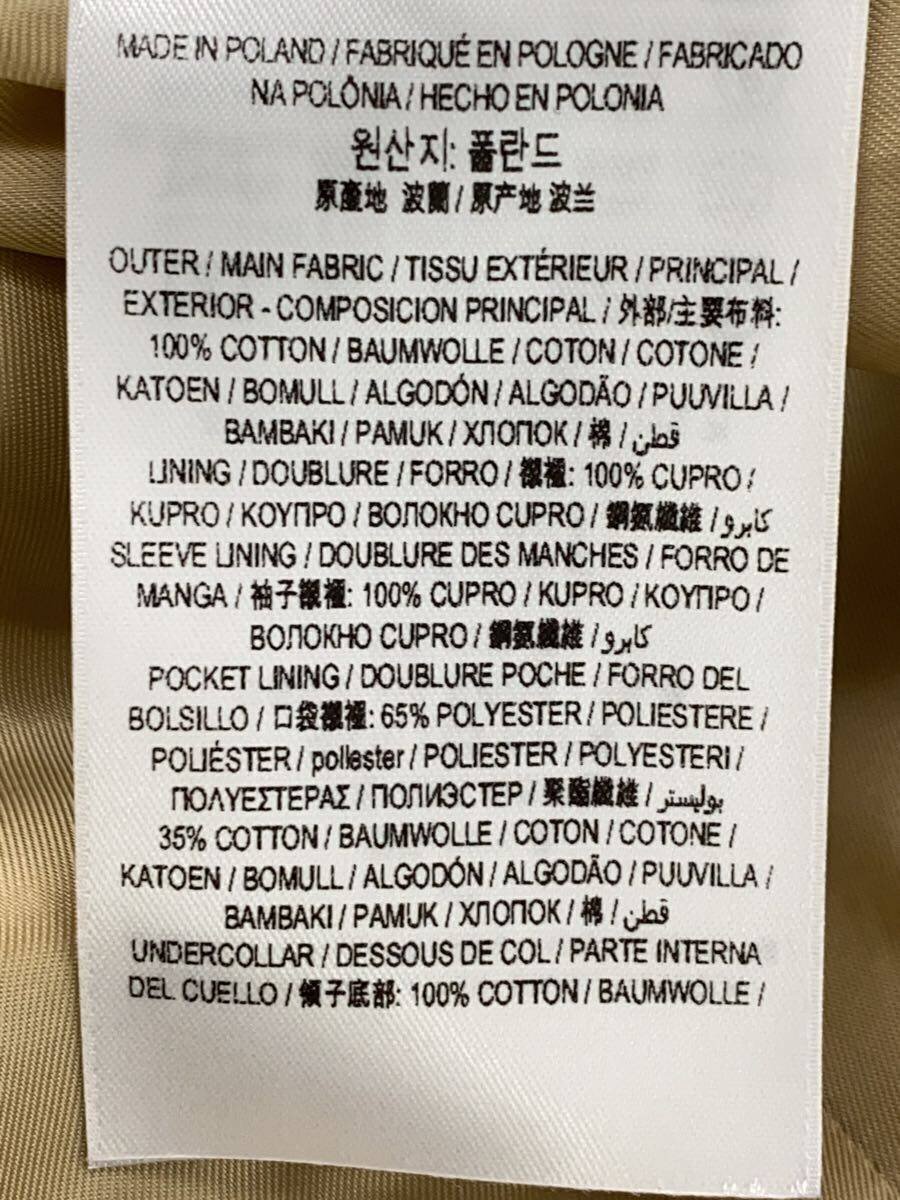 MADE IN POLAND / FABRIQUÉ EN POLOGNE / FABRICADO
NA POLÔNIA / HECHO EN POLONIA
원산지: 폴란드
原產地 波蘭 / 原产地 波兰
OUTER / MAIN FABRIC / TISSU EXTÉRIEUR / PRINCIPAL /
EXTERIOR - COMPOSICION PRINCIPAL / 外部/主要布料:
100% COTTON / BAUMWOLLE / COTON / COTONE /
KATOEN / BOMULL / ALGODÓN / ALGODÃO / PUUVILLA /
BAMBAKI / PAMUK / ХЛОПОК / 棉 / قطن
LINING / DOUBLURE / FORRO / 襯裡: 100% CUPRO /
KUPRO / ΚΟΥΠΡΟ / ВОЛОКНО CUPRO / 銅氨纖維 / كابرو
SLEEVE LINING / DOUBLURE DES MANCHES / FORRO DE
MANGA / 袖子襯裡: 100% CUPRO / KUPRO / ΚΟΥΠΡΟ /
ВОЛОКНО CUPRO / 銅氨纖維 / كابرو
POCKET LINING / DOUBLURE POCHE / FORRO DEL
BOLSILLO / 口袋襯裡: 65% POLYESTER / POLIESTERE /
POLIÉSTER / poliester / POLIESTER / POLYESTERI /
ΠΟΛΥΕΣΤΕΡΑΣ / ПОЛИЭСТЕР / 聚酯纖維 / بوليستر
35% COTTON / BAUMWOLLE / COTON / COTONE /
KATOEN / BOMULL / ALGODÓN / ALGODÃO / PUUVILLA /
BAMBAKI / PAMUK / ХЛОПОК / 棉 / قطن
UNDERCOLLAR / DESSOUS DE COL / PARTE INTERNA
DEL CUELLO / 領子底部: 100% COTTON / BAUMWOLLE /